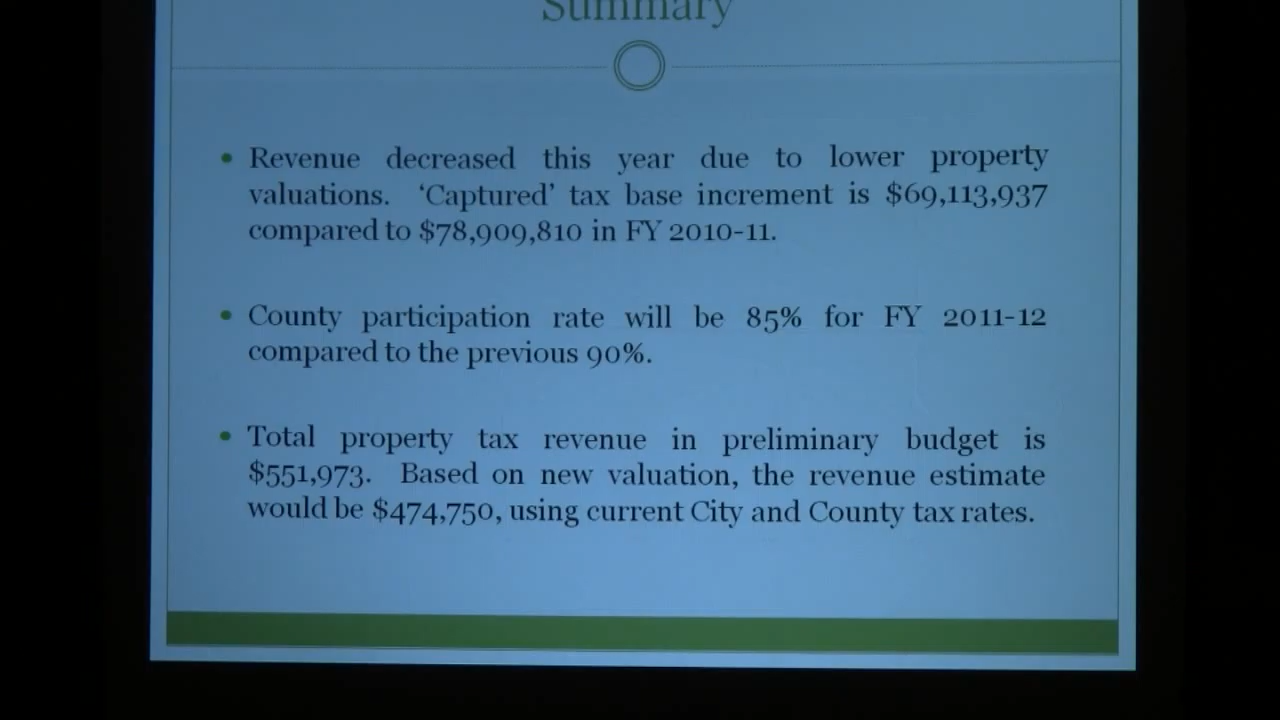 Summary
• Revenue decreased this year due to lower property
valuations. ‘Captured’ tax base increment is $69,113,937
compared to $78,909,810 in FY 2010-11.
• County participation rate will be 85% for FY 2011-12
compared to the previous 90%.
• Total property tax revenue in preliminary budget is
$551,973. Based on new valuation, the revenue estimate
would be $474,750, using current City and County tax rates.